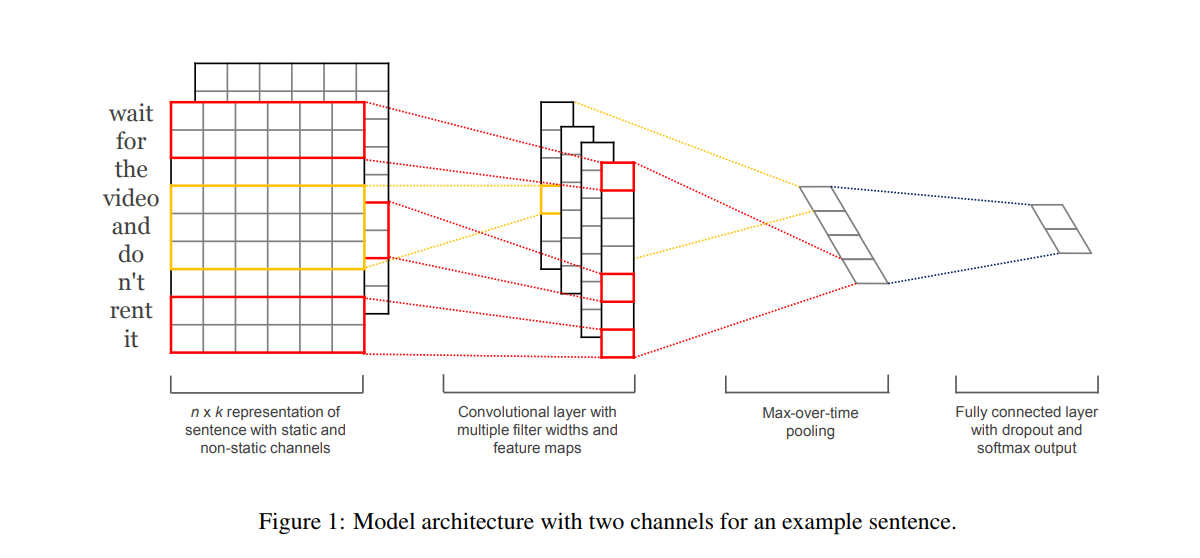 wait
for
the
video
and
do
n't
rent
it
n x k representation of
sentence with static and
non-static channels
Convolutional layer with
multiple filter widths and
feature maps
Max-over-time
pooling
Fully connected layer
with dropout and
softmax output
Figure 1: Model architecture with two channels for an example sentence.